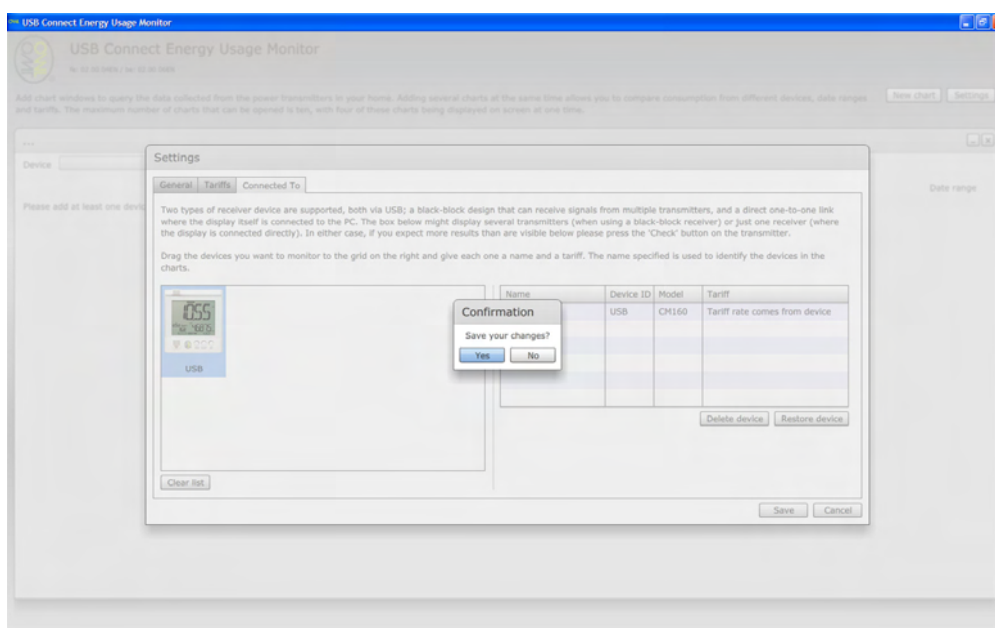 USB Connect Energy Usage Monitor
USB Connect Energy Usage Monitor
Add chart windows to query the data collected from the power transmitters in your home. Adding several charts at the same time allows you to compare consumption from different devices, date ranges
and tariffs. The maximum number of charts that can be opened is ten, with four of those charts being displayed on screen at one time.
New chart
Settings
...
Device
Date range
Please add at least one
Settings
General
Tariffs
Connected To
Two types of receiver device are supported, both via USB; a black-block design that can receive signals from multiple transmitters, and a direct one-to-one link
where the display itself is connected to the PC. The box below might display several transmitters (when using a black-block receiver) or just one receiver (where
the display is connected directly). In either case, if you expect more results than are visible below please press the 'Check' button on the transmitter.
Drag the devices you want to monitor to the grid on the right and give each one a name and a tariff. The name specified is used to identify the devices in the
charts.
1055
USB
Clear list
Name
Device ID
Model
Tariff
USB
CM160
Tariff rate comes from device
Confirmation
Save your changes?
Yes
No
Delete device
Restore device
Save
Cancel